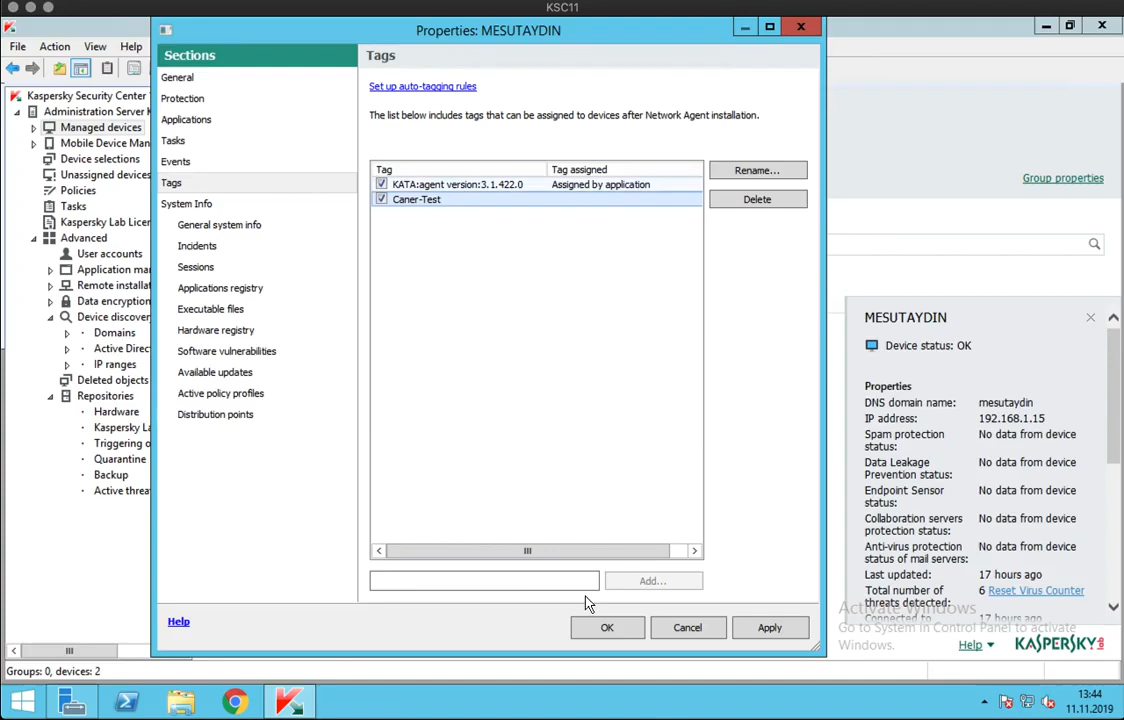 KSC11
Properties: MESUTAYDIN
File Action View Help
Kaspersky Security Center
Administration Server
Managed devices
Mobile Device Man
Device selections
Unassigned devices
Policies
Tasks
Kaspersky Lab Licen
Advanced
User accounts
Application ma
Remote installat
Data encryption
Device discover
Domains
Active Direc
IP ranges
Deleted objects
Repositories
Hardware
Kaspersky La
Triggering o
Quarantine
Backup
Active threa
Groups: 0, devices: 2
Sections
General
Protection
Applications
Tasks
Events
Tags
System Info
General system info
Incidents
Sessions
Applications registry
Executable files
Hardware registry
Software vulnerabilities
Available updates
Active policy profiles
Distribution points
Help
Tags
Set up auto-tagging rules
The list below includes tags that can be assigned to devices after Network Agent installation.
Tag Tag assigned
KATA:agent version:3.1.422.0 Assigned by application
Caner-Test
Rename...
Delete
Add...
OK Cancel Apply
Group properties
MESUTAYDIN
Device status: OK
Properties
DNS domain name: mesutaydin
IP address: 192.168.1.15
Spam protection No data from device
status:
Data Leakage No data from device
Prevention status:
Endpoint Sensor No data from device
status:
Collaboration servers No data from device
protection status:
Anti-virus protection No data from device
status of mail servers:
Last updated: 17 hours ago
Total number of 6 Reset Virus Counter
threats detected:
Connected to 17 hours ago
Activate Windows
Go to System in Control Panel to activate
Windows.
Help KASPERSKY lab
13:44
11.11.2019